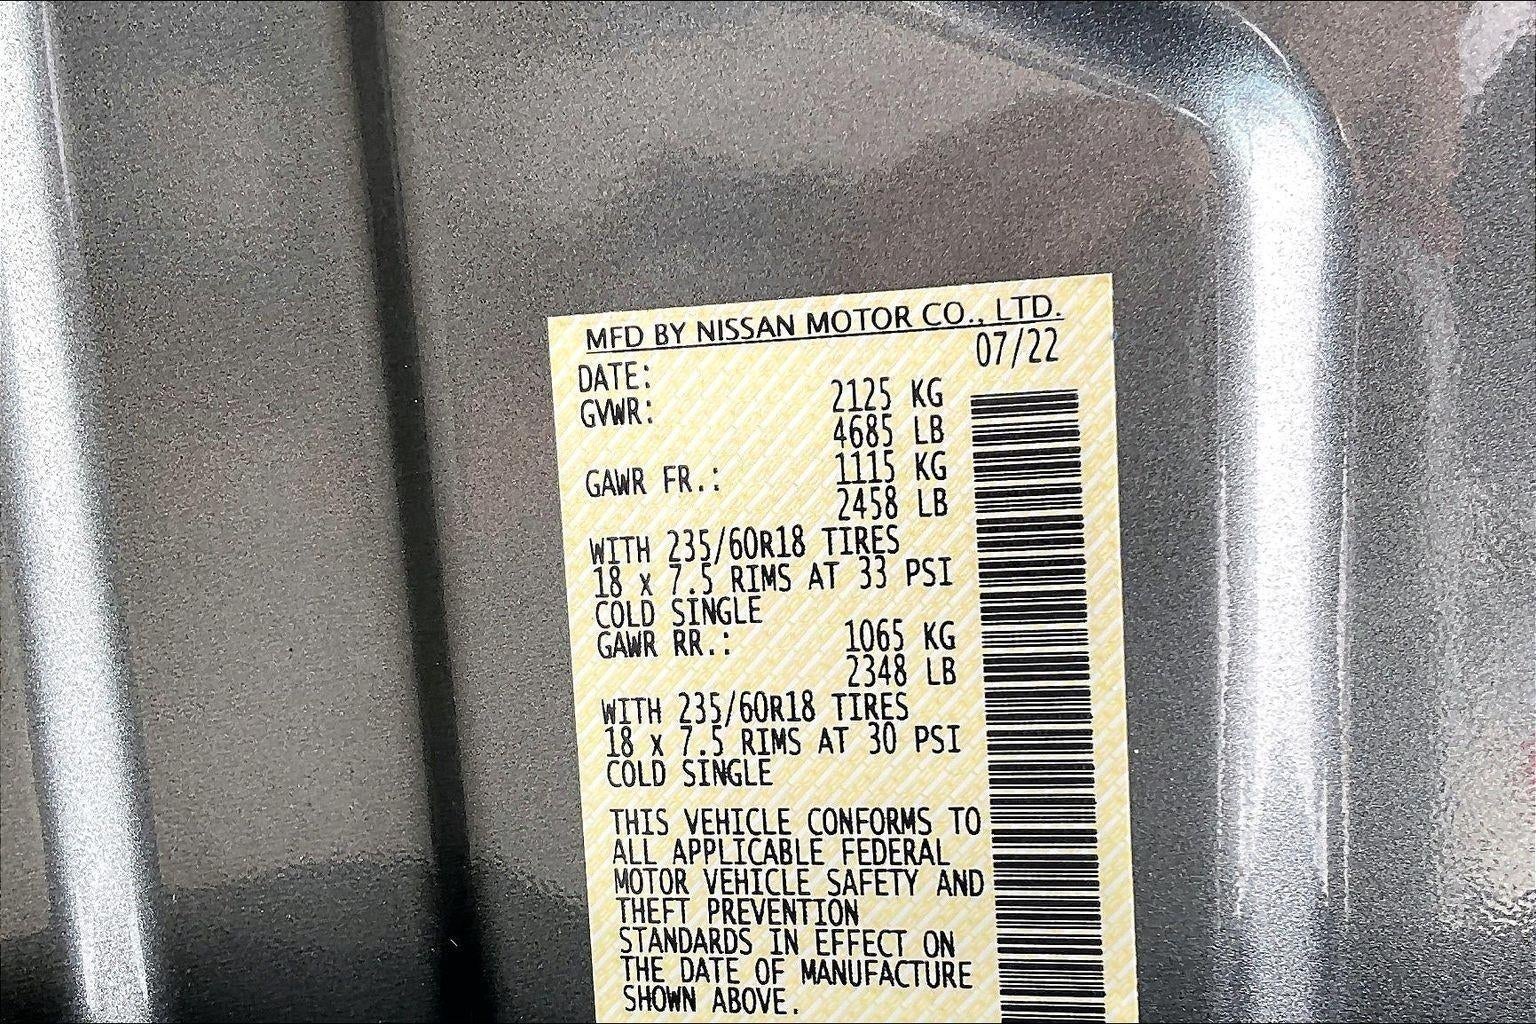 MFD BY NISSAN MOTOR CO., LTD.
DATE: 07/22
GVWR: 2125 KG
4685 LB
GAWR FR.: 1115 KG
2458 LB
WITH 235/60R18 TIRES
18 x 7.5 RIMS AT 33 PSI
COLD SINGLE
GAWR RR.: 1065 KG
2348 LB
WITH 235/60R18 TIRES
18 x 7.5 RIMS AT 30 PSI
COLD SINGLE
THIS VEHICLE CONFORMS TO
ALL APPLICABLE FEDERAL
MOTOR VEHICLE SAFETY AND
THEFT PREVENTION
STANDARDS IN EFFECT ON
THE DATE OF MANUFACTURE
SHOWN ABOVE.